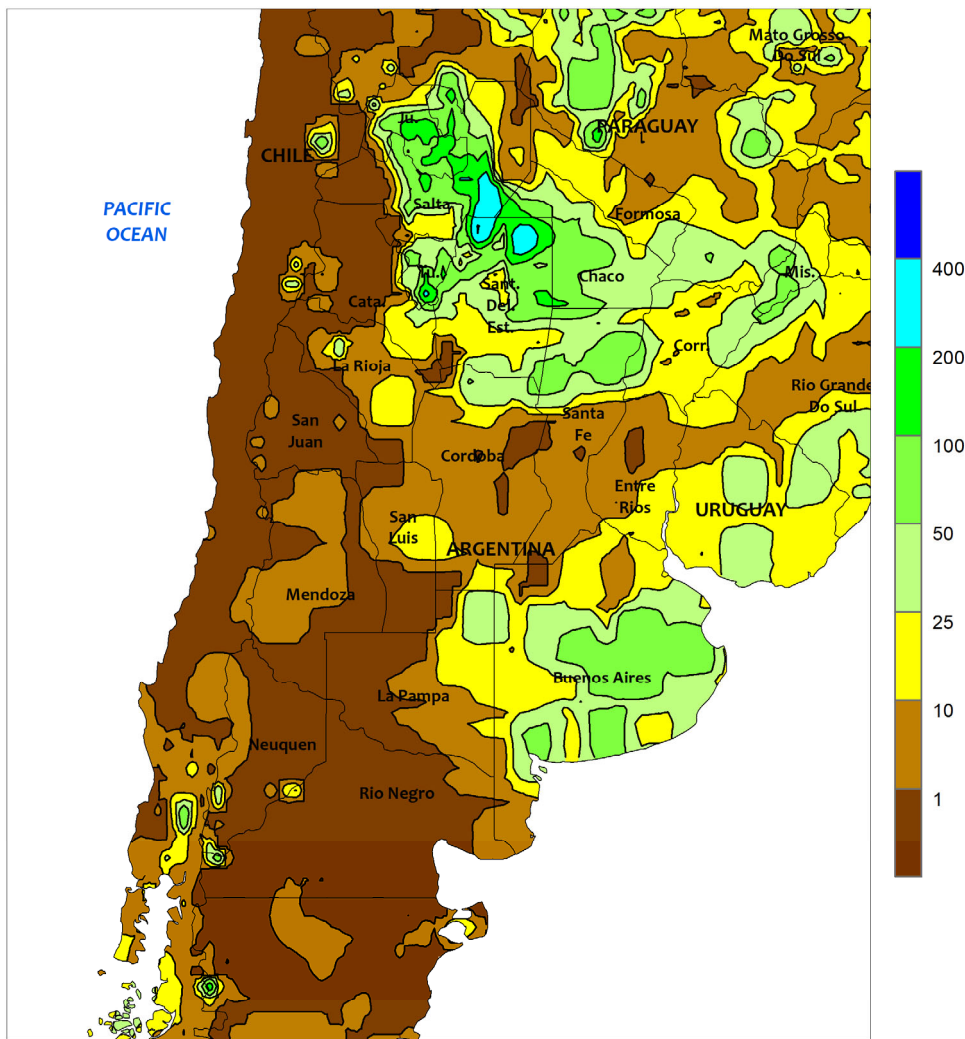 Mato Grosso
Do Sul
Ju.
PARAGUAY
CHILE
PACIFIC
OCEAN
Salta
Formosa
Tu.
Sant.
Del.
Est.
Chaco
Mis.
Cata.
Corr.
La Rioja
Rio Grande
Do Sul
San
Juan
Santa
Fe
Cordoba
Entre
Rios
San
Luis
URUGUAY
ARGENTINA
Mendoza
Buenos Aires
La Pampa
Neuquen
Rio Negro
400
200
100
50
25
10
1